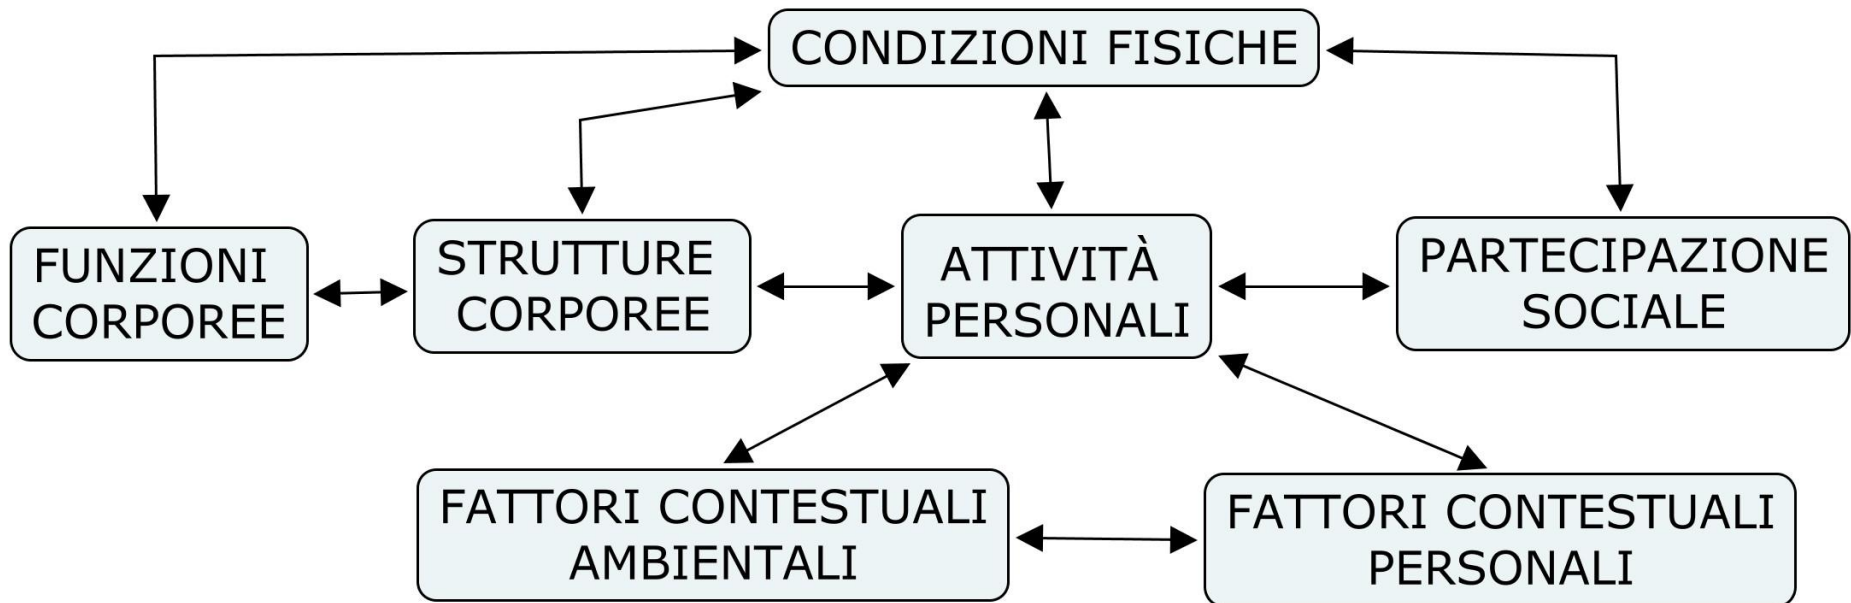 CONDIZIONI FISICHE
FUNZIONI
CORPOREE
STRUTTURE
CORPOREE
ATTIVITÀ
PERSONALI
PARTECIPAZIONE
SOCIALE
FATTORI CONTESTUALI
AMBIENTALI
FATTORI CONTESTUALI
PERSONALI